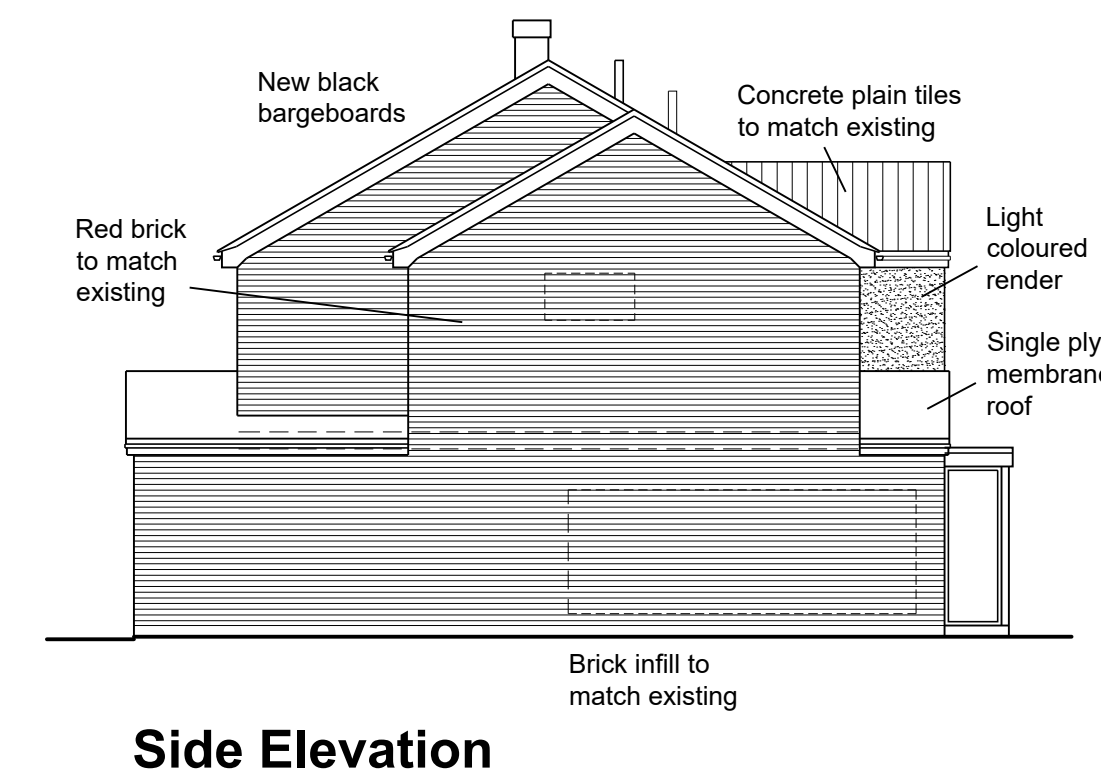 New black
bargeboards
Concrete plain tiles
to match existing
Red brick
to match
existing
Light
coloured
render
Single ply
membrane
roof
Brick infill to
match existing
Side Elevation